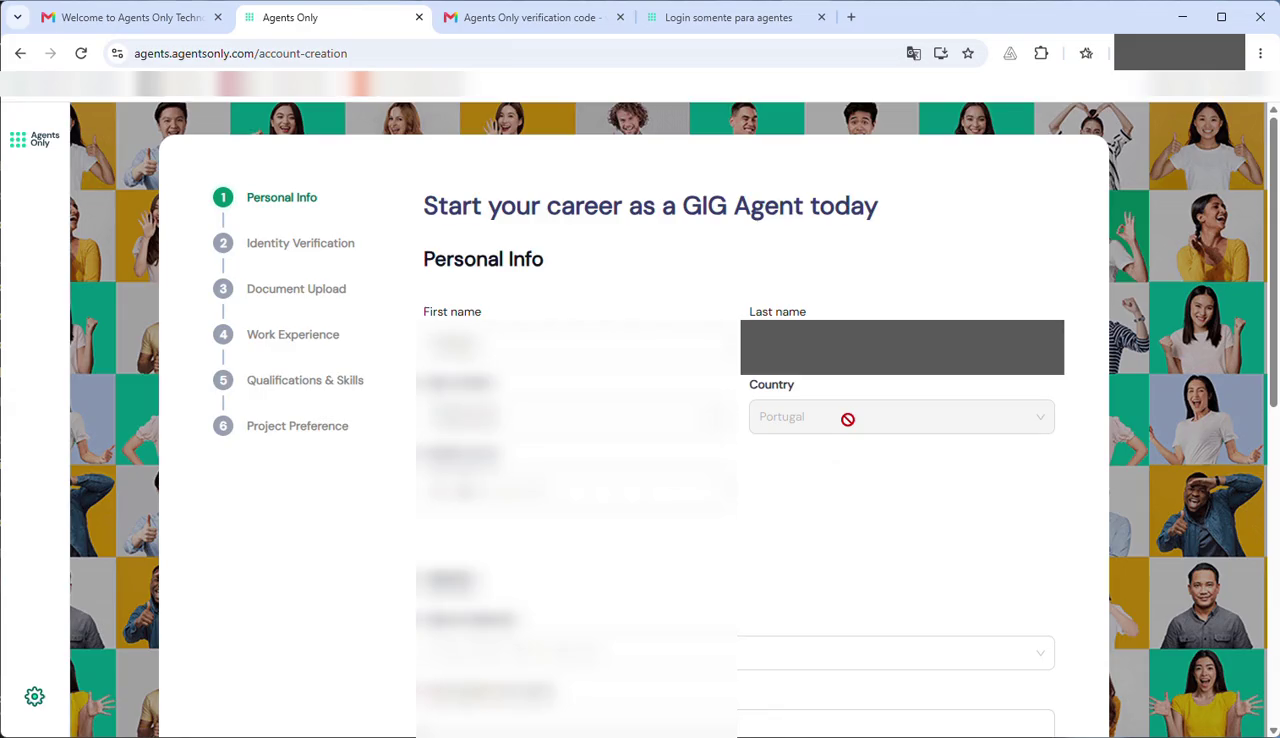 Welcome to Agents Only Techno
Agents Only
Agents Only verification code -
Login somente para agentes
agents.agentsonly.com/account-creation
Agents
Only
1 Personal Info
2 Identity Verification
3 Document Upload
4 Work Experience
5 Qualifications & Skills
6 Project Preference
Start your career as a GIG Agent today
Personal Info
First name
Last name
Country
Portugal